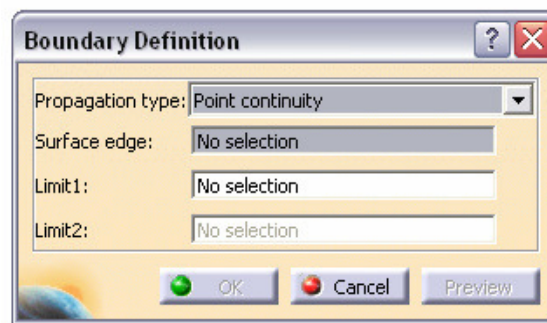 Boundary Definition
Propagation type: Point continuity
Surface edge: No selection
Limit1: No selection
Limit2: No selection
OK Cancel Preview